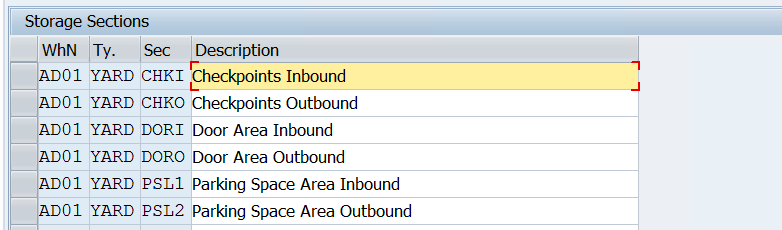 Storage Sections
WhN Ty. Sec Description
AD01 YARD CHKI Checkpoints Inbound
AD01 YARD CHKO Checkpoints Outbound
AD01 YARD DORI Door Area Inbound
AD01 YARD DORO Door Area Outbound
AD01 YARD PSL1 Parking Space Area Inbound
AD01 YARD PSL2 Parking Space Area Outbound